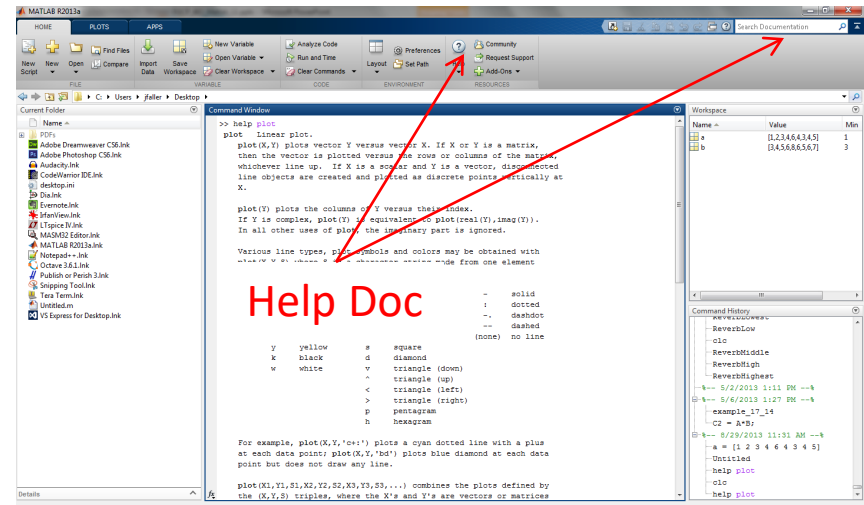 MATLAB R2013a
HOME PLOTS APPS Search Documentation
New Script New Open Find Files Compare Import Data Save Workspace New Variable Open Variable Clear Workspace Analyze Code Run and Time Clear Commands Layout Preferences Set Path Community Request Support Add-Ons
FILE VARIABLE CODE ENVIRONMENT RESOURCES
C: Users jfaller Desktop
Current Folder
Name
PDFs
Adobe Dreamweaver CS6.lnk
Adobe Photoshop CS6.lnk
Audacity.lnk
CodeWarrior IDE.lnk
desktop.ini
Dia.lnk
Evernote.lnk
IrfanView.lnk
LTspice IV.lnk
MASM32 Editor.lnk
MATLAB R2013a.lnk
Notepad++.lnk
Octave 3.6.1.lnk
Publish or Perish 3.lnk
Snipping Tool.lnk
Tera Term.lnk
Untitled.m
VS Express for Desktop.lnk
Details
Command Window
>> help plot
plot Linear plot.
plot(X,Y) plots vector Y versus vector X. If X or Y is a matrix,
then the vector is plotted versus the rows or columns of the matrix,
whichever line up. If X is a scalar and Y is a vector, disconnected
line objects are created and plotted as discrete points vertically at
X.
plot(Y) plots the columns of Y versus their index.
If Y is complex, plot(Y) is equivalent to plot(real(Y),imag(Y)).
In all other uses of plot, the imaginary part is ignored.
Various line types, plot symbols and colors may be obtained with
plot(X,Y,S) where S is a character string made from one element
Help Doc
- solid
: dotted
-. dashdot
-- dashed
(none) no line
y yellow s square
k black d diamond
w white v triangle (down)
^ triangle (up)
< triangle (left)
> triangle (right)
p pentagram
h hexagram
For example, plot(X,Y,'c+:') plots a cyan dotted line with a plus
at each data point; plot(X,Y,'bd') plots blue diamond at each data
point but does not draw any line.
plot(X1,Y1,S1,X2,Y2,S2,X3,Y3,S3,...) combines the plots defined by
the (X,Y,S) triples, where the X's and Y's are vectors or matrices
fx
Workspace
Name Value Min
a [1,2,3,4,6,4,3,4,5] 1
b [3,4,5,6,8,6,5,6,7] 3
Command History
ReverbLowest
ReverbLow
clc
ReverbMiddle
ReverbHigh
ReverbHighest
%-- 5/2/2013 1:11 PM --%
%-- 5/6/2013 1:27 PM --%
example_17_14
C2 = A*B;
%-- 8/29/2013 11:31 AM --%
a = [1 2 3 4 6 4 3 4 5]
Untitled
help plot
clc
help plot